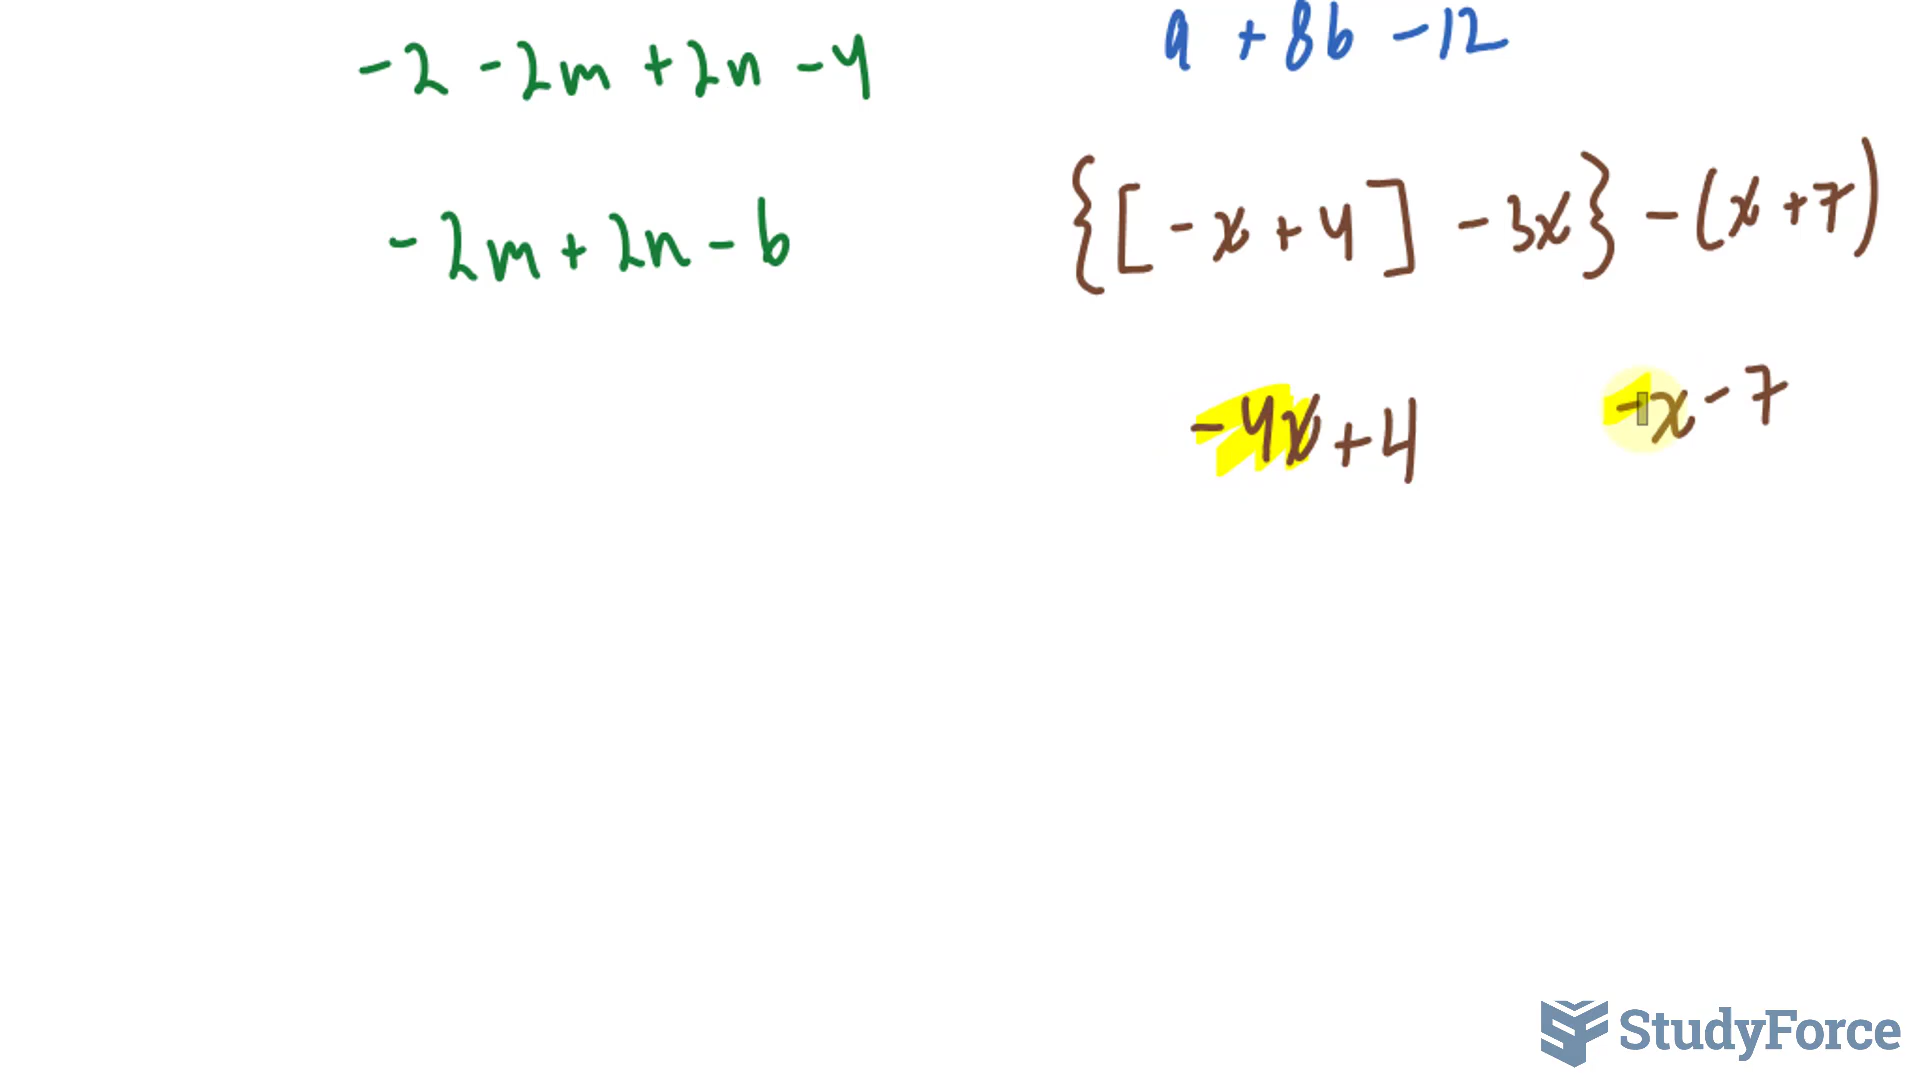 -2 -2m +2n -4
-2m + 2n - 6
a + 8b - 12
{[-x + 4] - 3x} - (x + 7)
-4x + 4 -x - 7
StudyForce